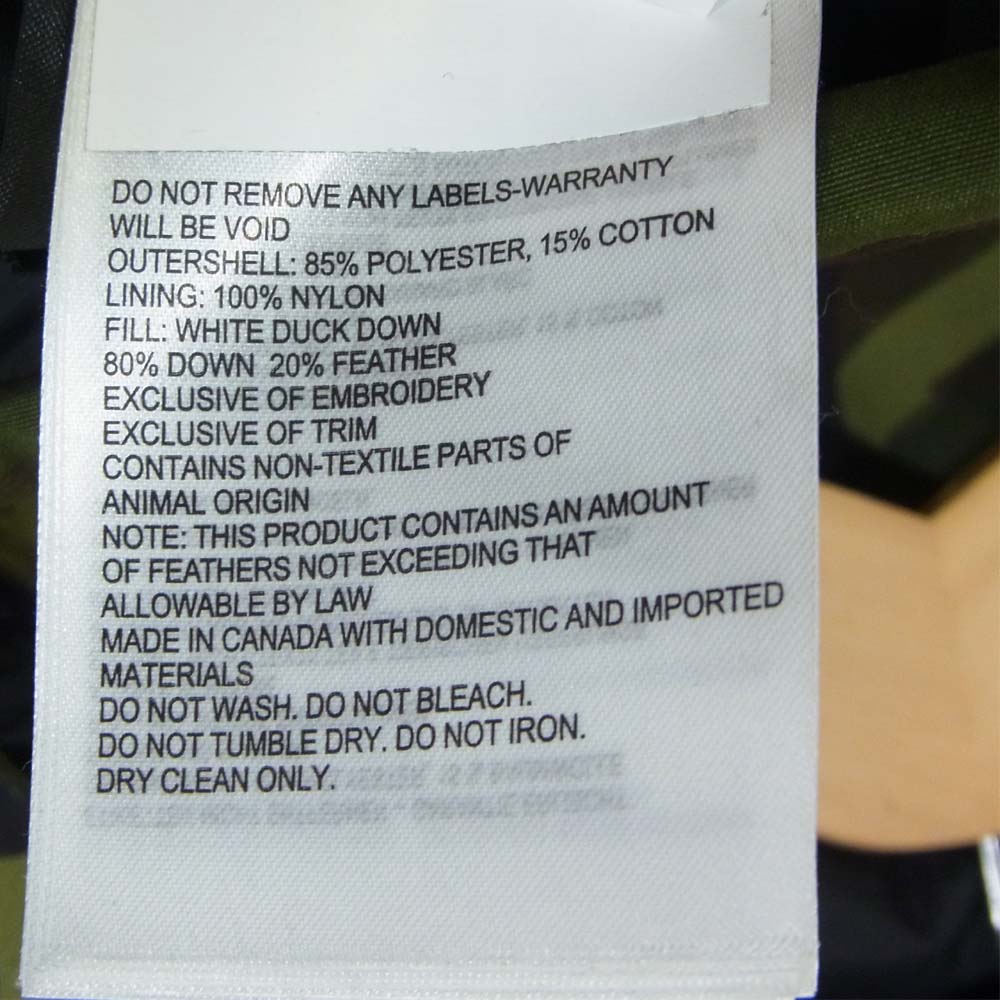 DO NOT REMOVE ANY LABELS-WARRANTY
WILL BE VOID
OUTERSHELL: 85% POLYESTER, 15% COTTON
LINING: 100% NYLON
FILL: WHITE DUCK DOWN
80% DOWN 20% FEATHER
EXCLUSIVE OF EMBROIDERY
EXCLUSIVE OF TRIM
CONTAINS NON-TEXTILE PARTS OF
ANIMAL ORIGIN
NOTE: THIS PRODUCT CONTAINS AN AMOUNT
OF FEATHERS NOT EXCEEDING THAT
ALLOWABLE BY LAW
MADE IN CANADA WITH DOMESTIC AND IMPORTED
MATERIALS
DO NOT WASH. DO NOT BLEACH.
DO NOT TUMBLE DRY. DO NOT IRON.
DRY CLEAN ONLY.